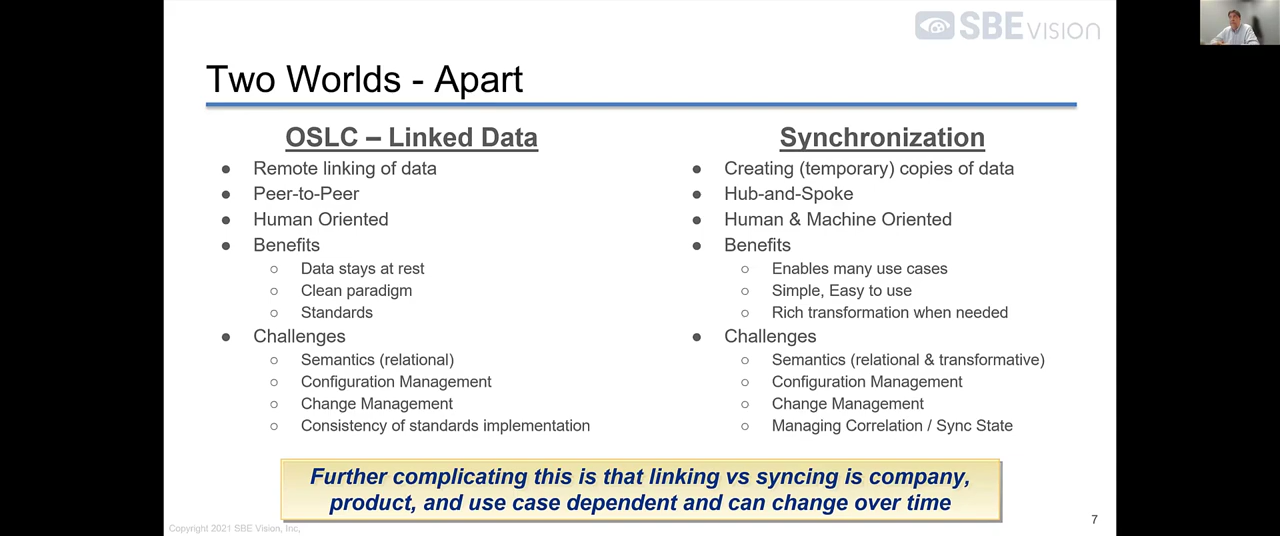 SBE VISION
Two Worlds - Apart
OSLC – Linked Data
● Remote linking of data
● Peer-to-Peer
● Human Oriented
● Benefits
○ Data stays at rest
○ Clean paradigm
○ Standards
● Challenges
○ Semantics (relational)
○ Configuration Management
○ Change Management
○ Consistency of standards implementation
Synchronization
● Creating (temporary) copies of data
● Hub-and-Spoke
● Human & Machine Oriented
● Benefits
○ Enables many use cases
○ Simple, Easy to use
○ Rich transformation when needed
● Challenges
○ Semantics (relational & transformative)
○ Configuration Management
○ Change Management
○ Managing Correlation / Sync State
Further complicating this is that linking vs syncing is company,
product, and use case dependent and can change over time
Copyright 2021 SBE Vision, Inc,
7